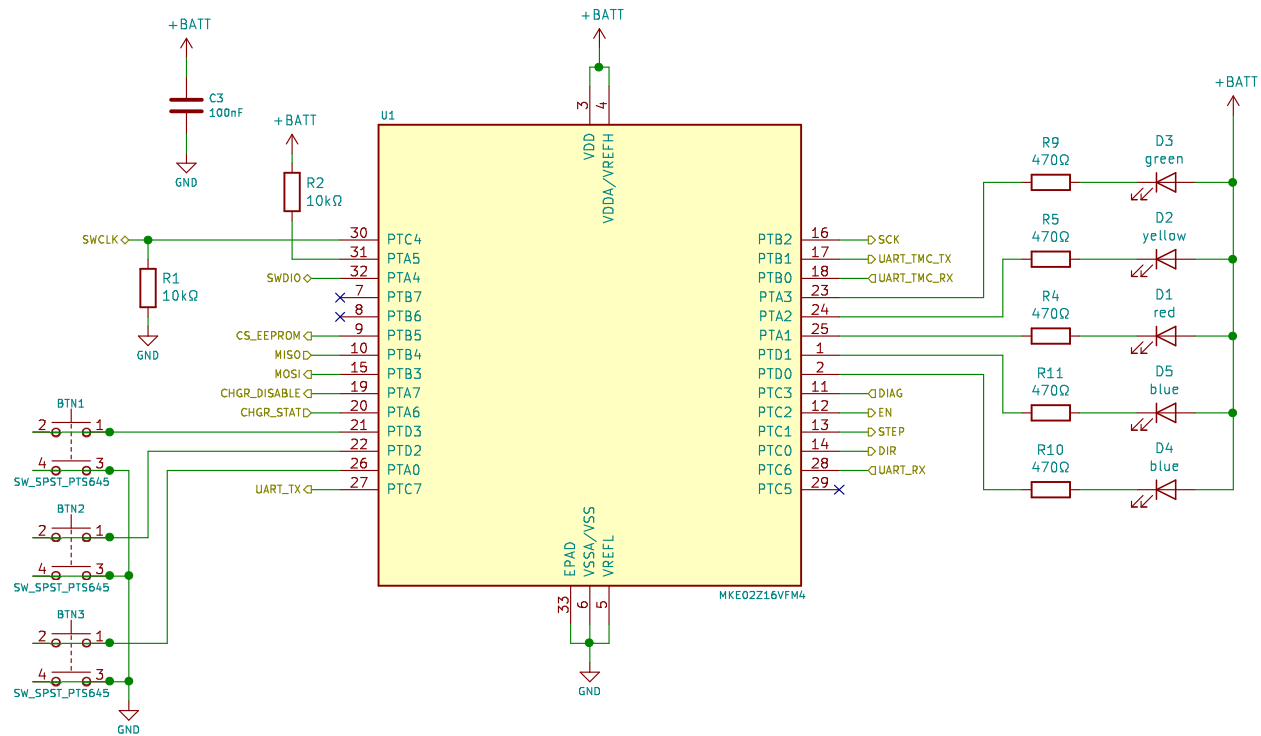 +BATT
C3
100nF
GND
+BATT
R2
10kΩ
SWCLK
R1
10kΩ
GND
+BATT
U1
3
4
VDD
VDDA/VREFH
30 PTC4
31 PTA5
SWDIO 32 PTA4
7 PTB7
8 PTB6
CS_EEPROM 9 PTB5
MISO 10 PTB4
MOSI 15 PTB3
CHGR_DISABLE 19 PTA7
CHGR_STAT 20 PTA6
21 PTD3
22 PTD2
26 PTA0
UART_TX 27 PTC7
PTB2 16 SCK
PTB1 17 UART_TMC_TX
PTB0 18 UART_TMC_RX
PTA3 23
PTA2 24
PTA1 25
PTD1 1
PTD0 2
PTC3 11 DIAG
PTC2 12 EN
PTC1 13 STEP
PTC0 14 DIR
PTC6 28 UART_RX
PTC5 29
EPAD
VSSA/VSS
VREFL
33
6
5
MKE02Z16VFM4
GND
BTN1
2 1
4 3
SW_SPST_PTS645
BTN2
2 1
4 3
SW_SPST_PTS645
BTN3
2 1
4 3
SW_SPST_PTS645
GND
+BATT
R9
470Ω
D3
green
R5
470Ω
D2
yellow
R4
470Ω
D1
red
R11
470Ω
D5
blue
R10
470Ω
D4
blue